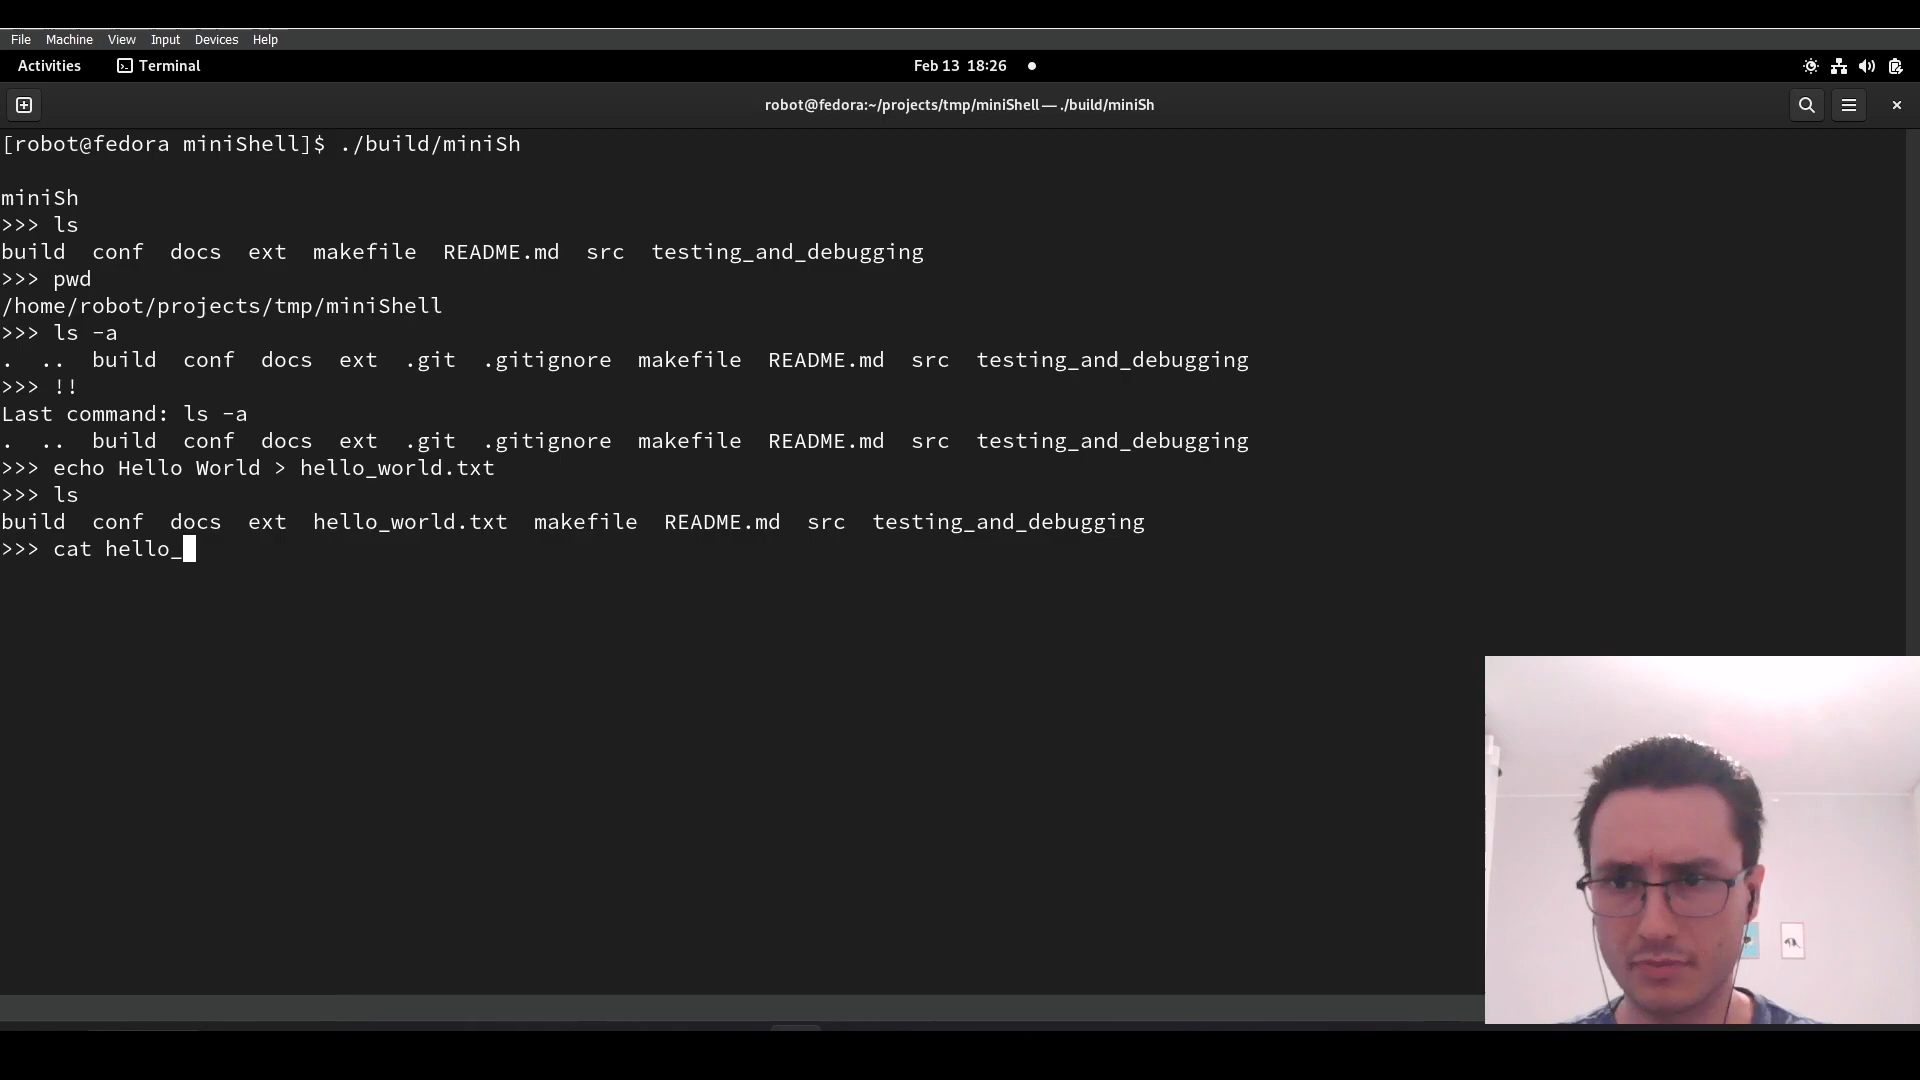 File Machine View Input Devices Help
Activities Terminal Feb 13 18:26
robot@fedora:~/projects/tmp/miniShell — ./build/miniSh
[robot@fedora miniShell]$ ./build/miniSh
miniSh
>>> ls
build conf docs ext makefile README.md src testing_and_debugging
>>> pwd
/home/robot/projects/tmp/miniShell
>>> ls -a
. .. build conf docs ext .git .gitignore makefile README.md src testing_and_debugging
>>> !!
Last command: ls -a
. .. build conf docs ext .git .gitignore makefile README.md src testing_and_debugging
>>> echo Hello World > hello_world.txt
>>> ls
build conf docs ext hello_world.txt makefile README.md src testing_and_debugging
>>> cat hello_